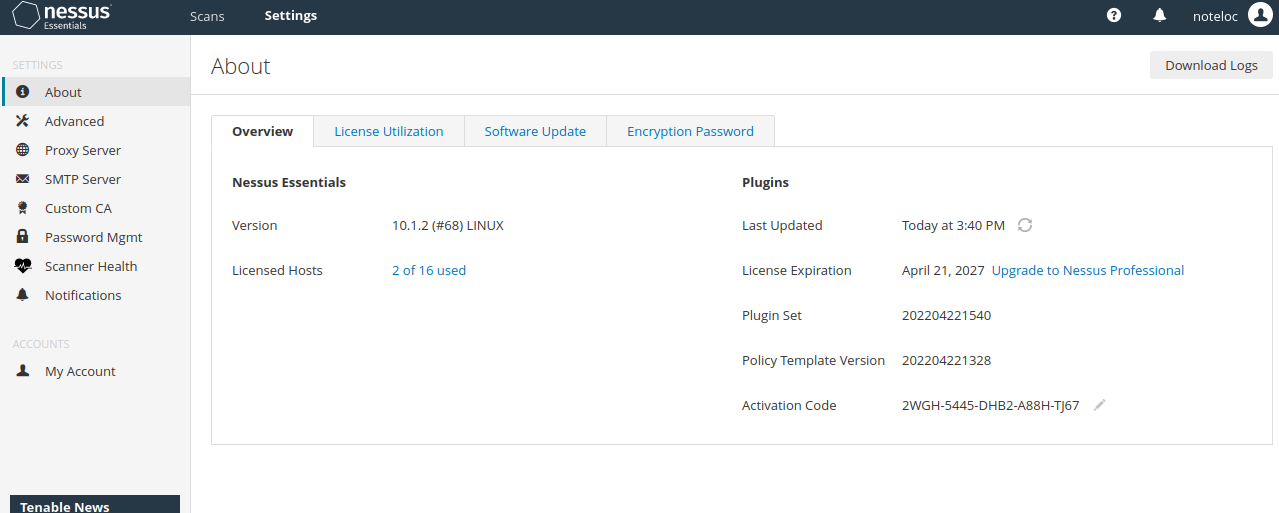 nessus Essentials
Scans Settings
noteloc
SETTINGS
About
Advanced
Proxy Server
SMTP Server
Custom CA
Password Mgmt
Scanner Health
Notifications
ACCOUNTS
My Account
Tenable News
About
Download Logs
Overview License Utilization Software Update Encryption Password
Nessus Essentials
Version 10.1.2 (#68) LINUX
Licensed Hosts 2 of 16 used
Plugins
Last Updated Today at 3:40 PM
License Expiration April 21, 2027 Upgrade to Nessus Professional
Plugin Set 202204221540
Policy Template Version 202204221328
Activation Code 2WGH-5445-DHB2-A88H-TJ67